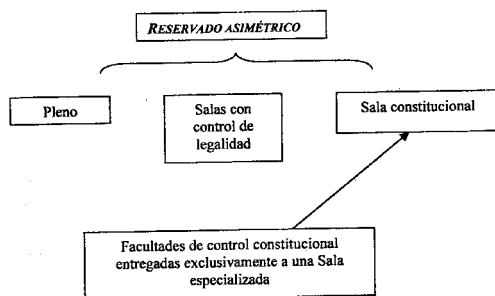 RESERVADO ASIMÉTRICO
Pleno
Salas con
control de
legalidad
Sala constitucional
Facultades de control constitucional
entregadas exclusivamente a una Sala
especializada